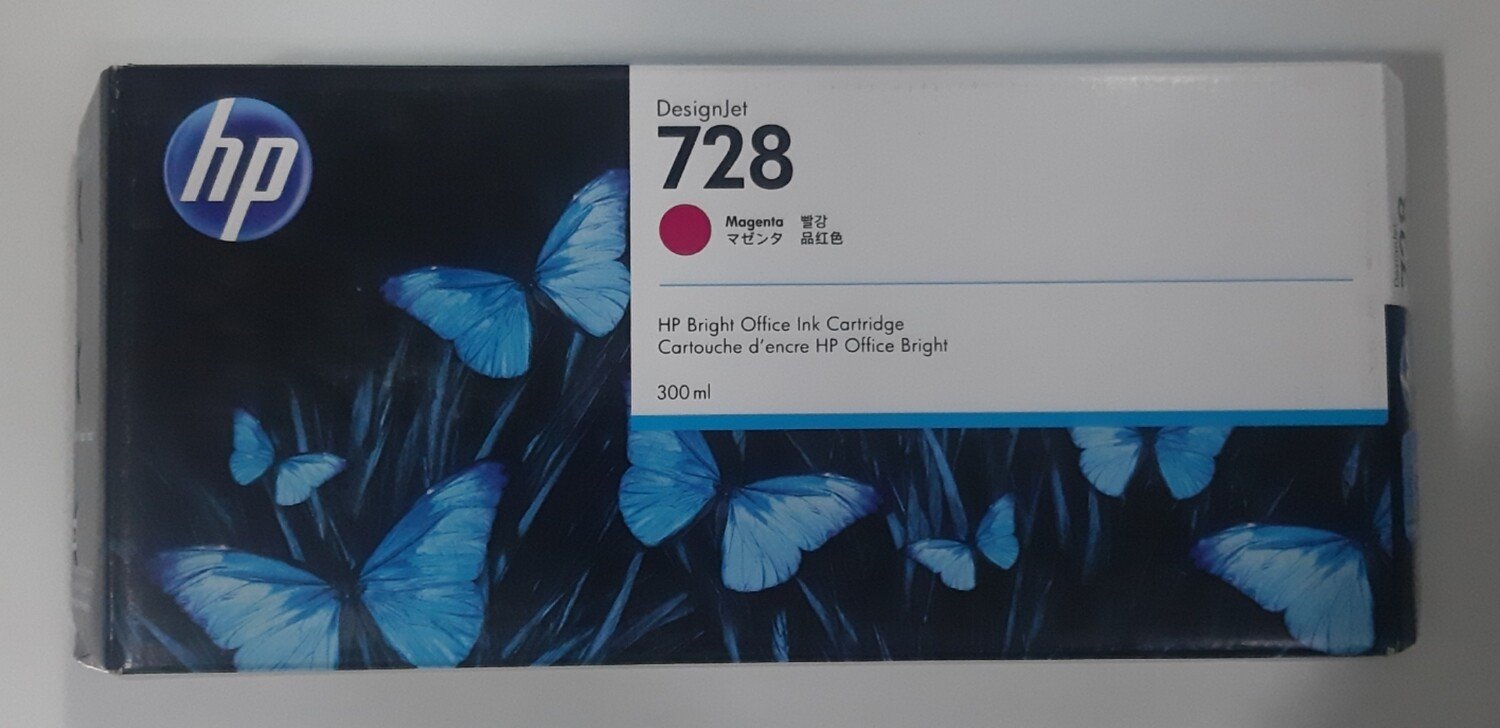 hp
DesignJet
728
Magenta 빨강
マゼンタ 品红色
HP Bright Office Ink Cartridge
Cartouche d'encre HP Office Bright
300 ml